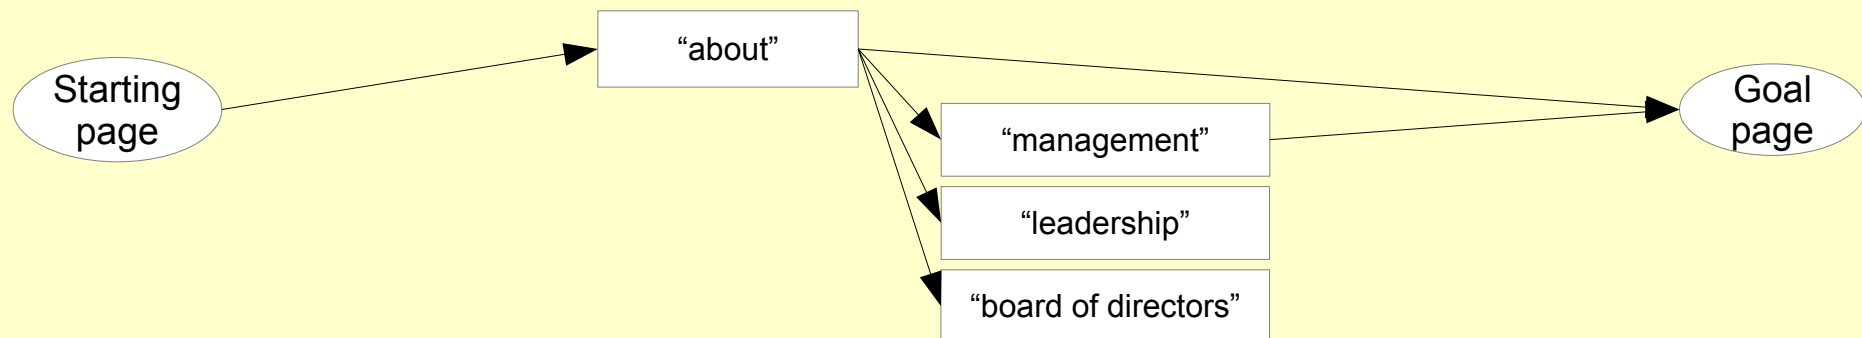 Starting
page
“about”
“management”
“leadership”
“board of directors”
Goal
page